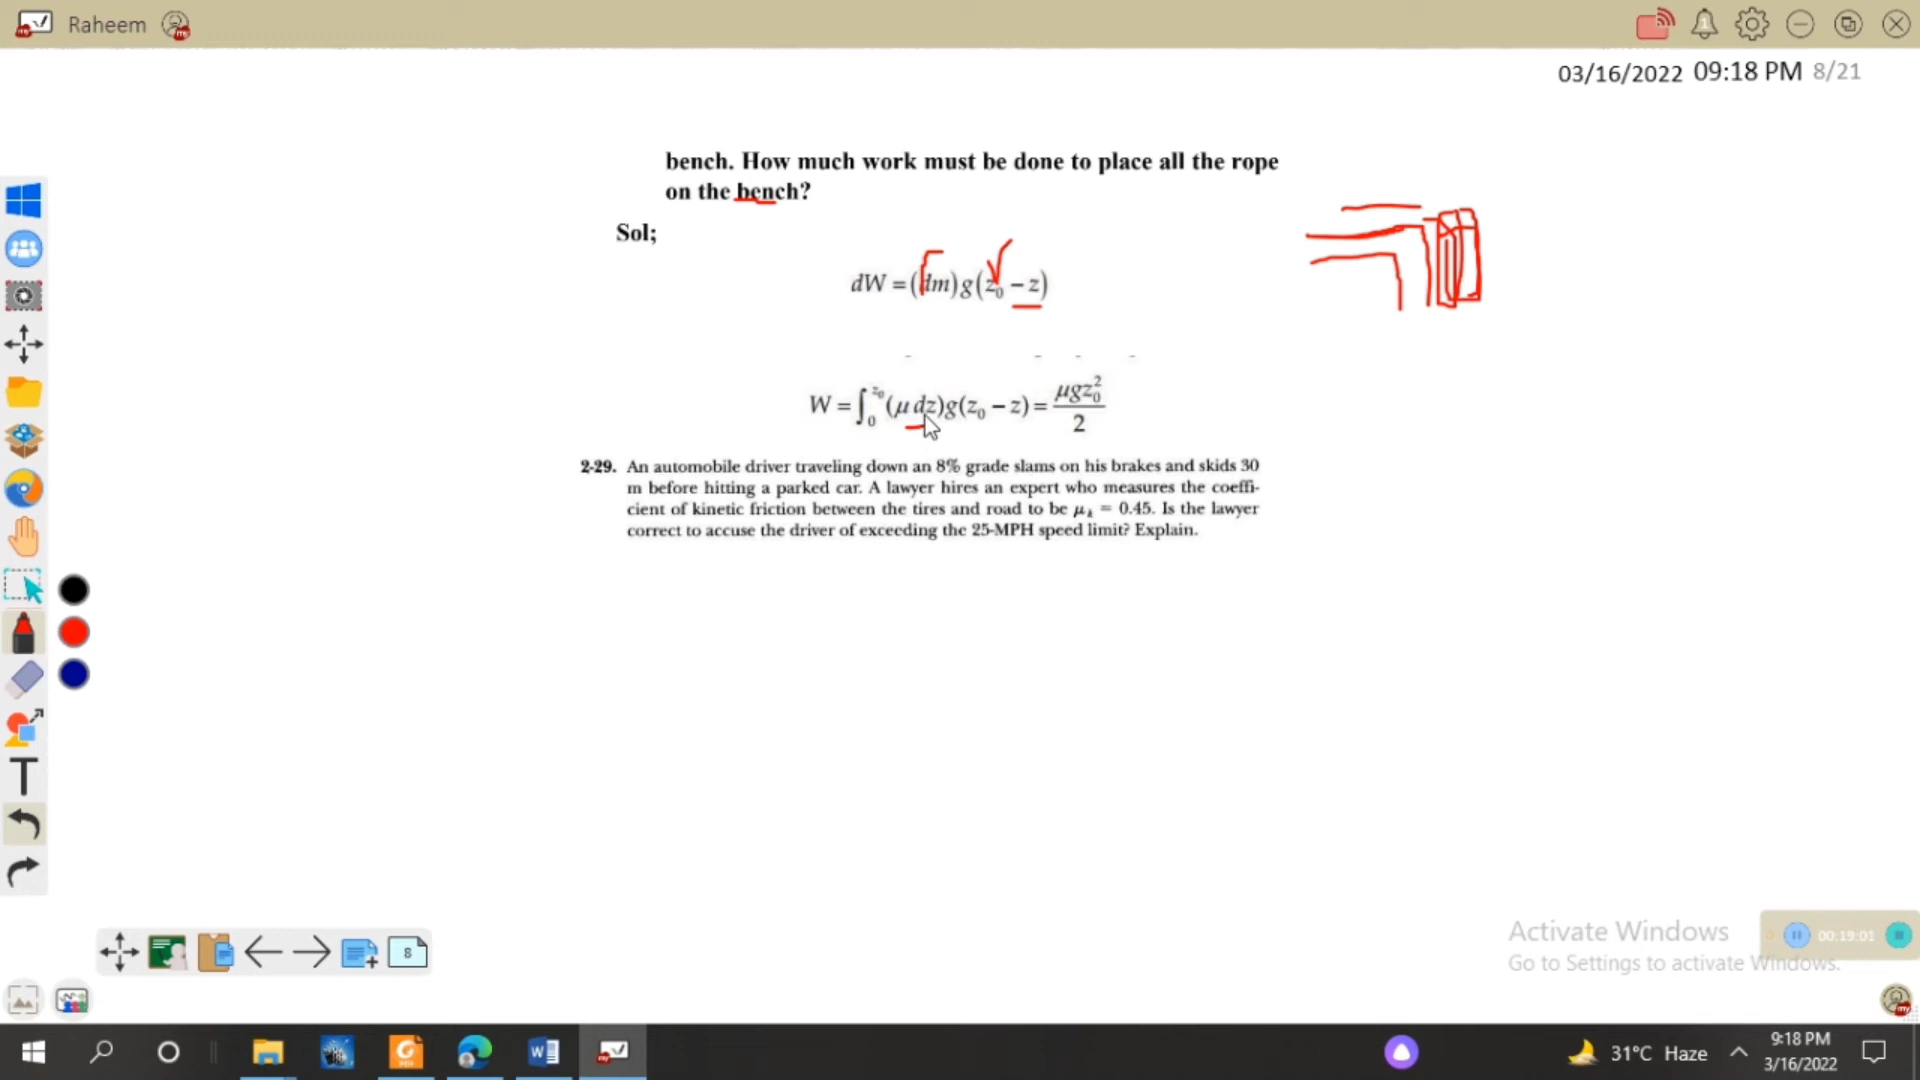 Raheem
03/16/2022 09:18 PM 8/21
bench. How much work must be done to place all the rope
on the bench?
Sol;
dW = (dm)g(z₀ − z)
W = ∫₀^z₀ (μ dz)g(z₀ − z) = μgz₀²/2
2-29. An automobile driver traveling down an 8% grade slams on his brakes and skids 30
m before hitting a parked car. A lawyer hires an expert who measures the coeffi-
cient of kinetic friction between the tires and road to be μₖ = 0.45. Is the lawyer
correct to accuse the driver of exceeding the 25-MPH speed limit? Explain.
T
8
Activate Windows
Go to Settings to activate Windows.
00:19:01
31°C Haze
9:18 PM
3/16/2022